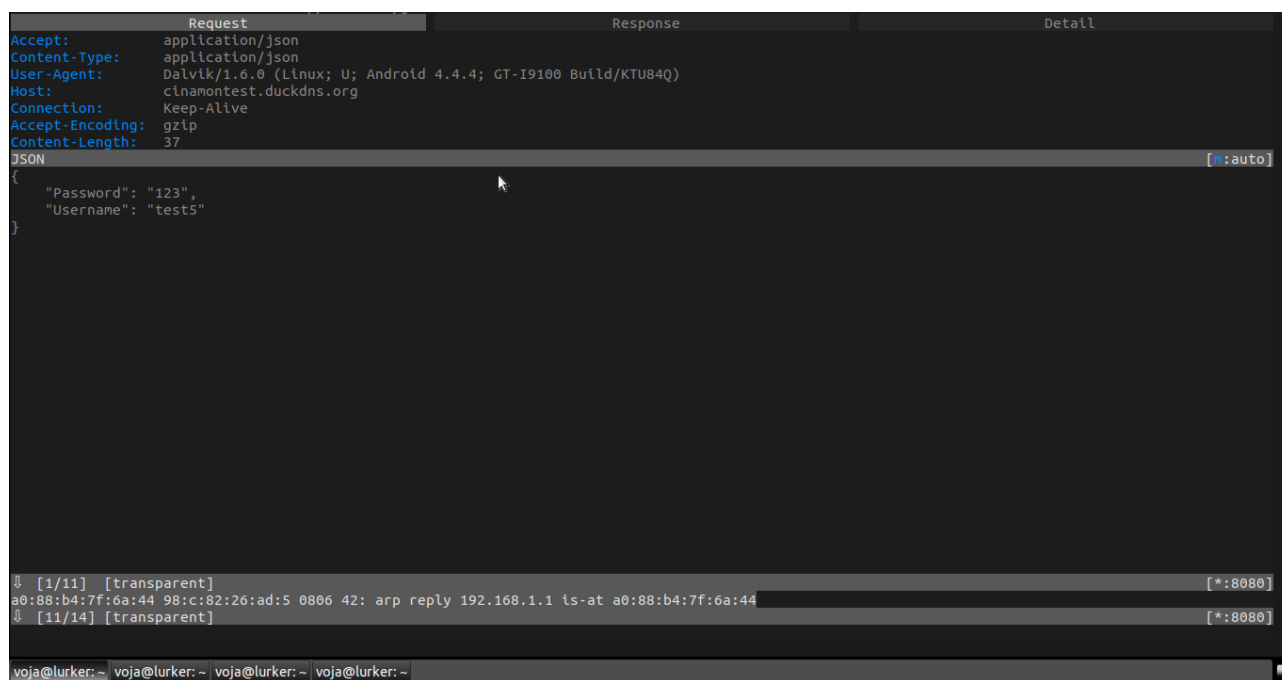 Request Response Detail
Accept: application/json
Content-Type: application/json
User-Agent: Dalvik/1.6.0 (Linux; U; Android 4.4.4; GT-I9100 Build/KTU84Q)
Host: cinamontest.duckdns.org
Connection: Keep-Alive
Accept-Encoding: gzip
Content-Length: 37
JSON [m:auto]
{
    "Password": "123",
    "Username": "test5"
}
⇩ [1/11] [transparent] [*:8080]
a0:88:b4:7f:6a:44 98:c:82:26:ad:5 0806 42: arp reply 192.168.1.1 is-at a0:88:b4:7f:6a:44
⇩ [11/14] [transparent] [*:8080]
voja@lurker: ~ voja@lurker: ~ voja@lurker: ~ voja@lurker: ~